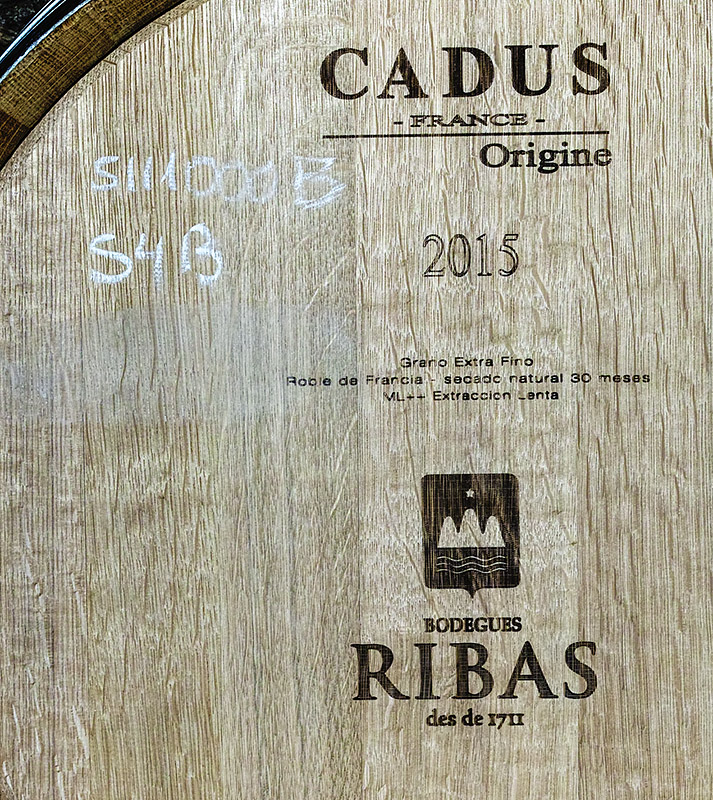 CADUS
- FRANCE -
Origine
S111000 B
S4B
2015
Grano Extra Fino
Roble de Francia - secado natural 30 meses
ML++ Extraccion Lenta
BODEGUES
RIBAS
des de 1711